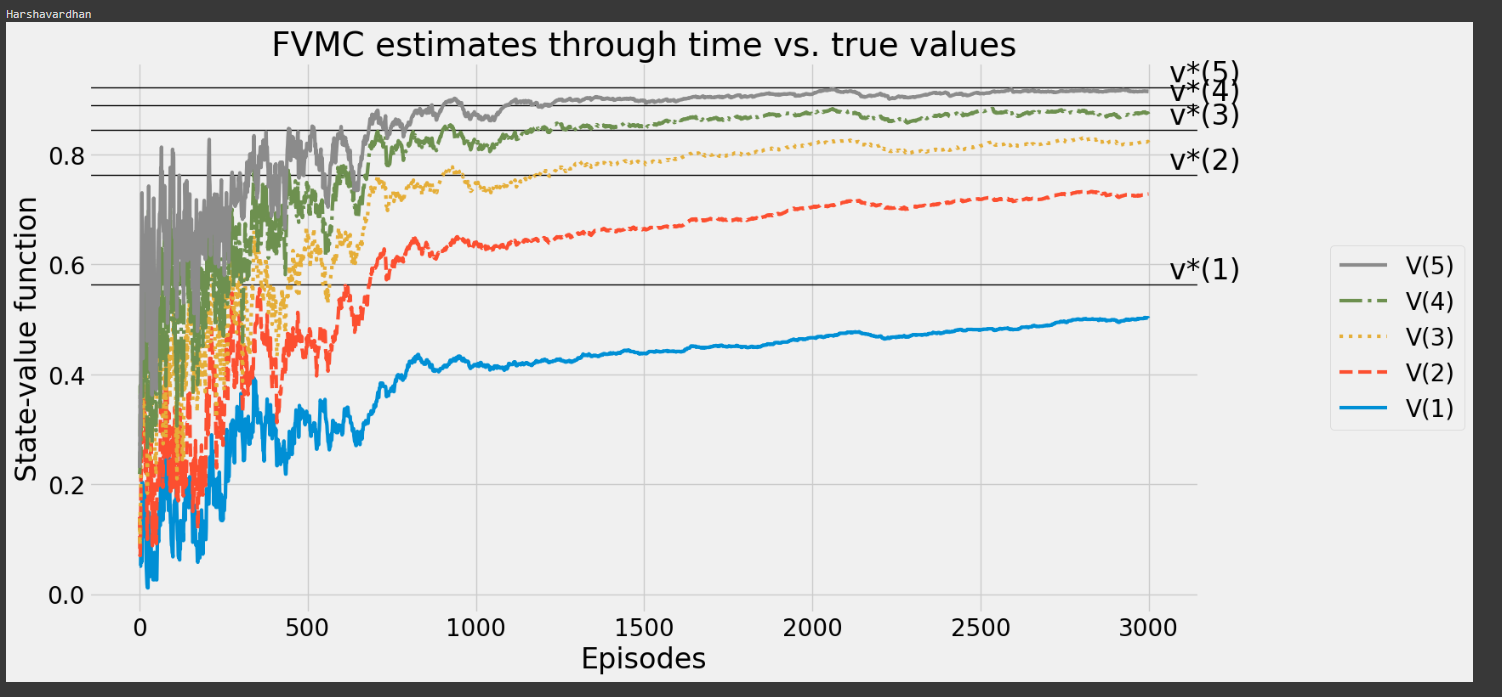 Harshavardhan
FVMC estimates through time vs. true values
v*(5)
v*(4)
v*(3)
v*(2)
v*(1)
State-value function
0.8
0.6
0.4
0.2
0.0
0 500 1000 1500 2000 2500 3000
Episodes
V(5)
V(4)
V(3)
V(2)
V(1)